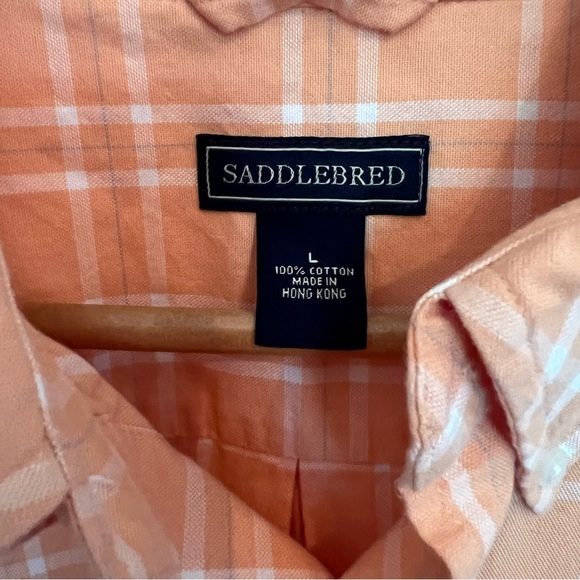 SADDLEBRED
L
100% COTTON
MADE IN
HONG KONG